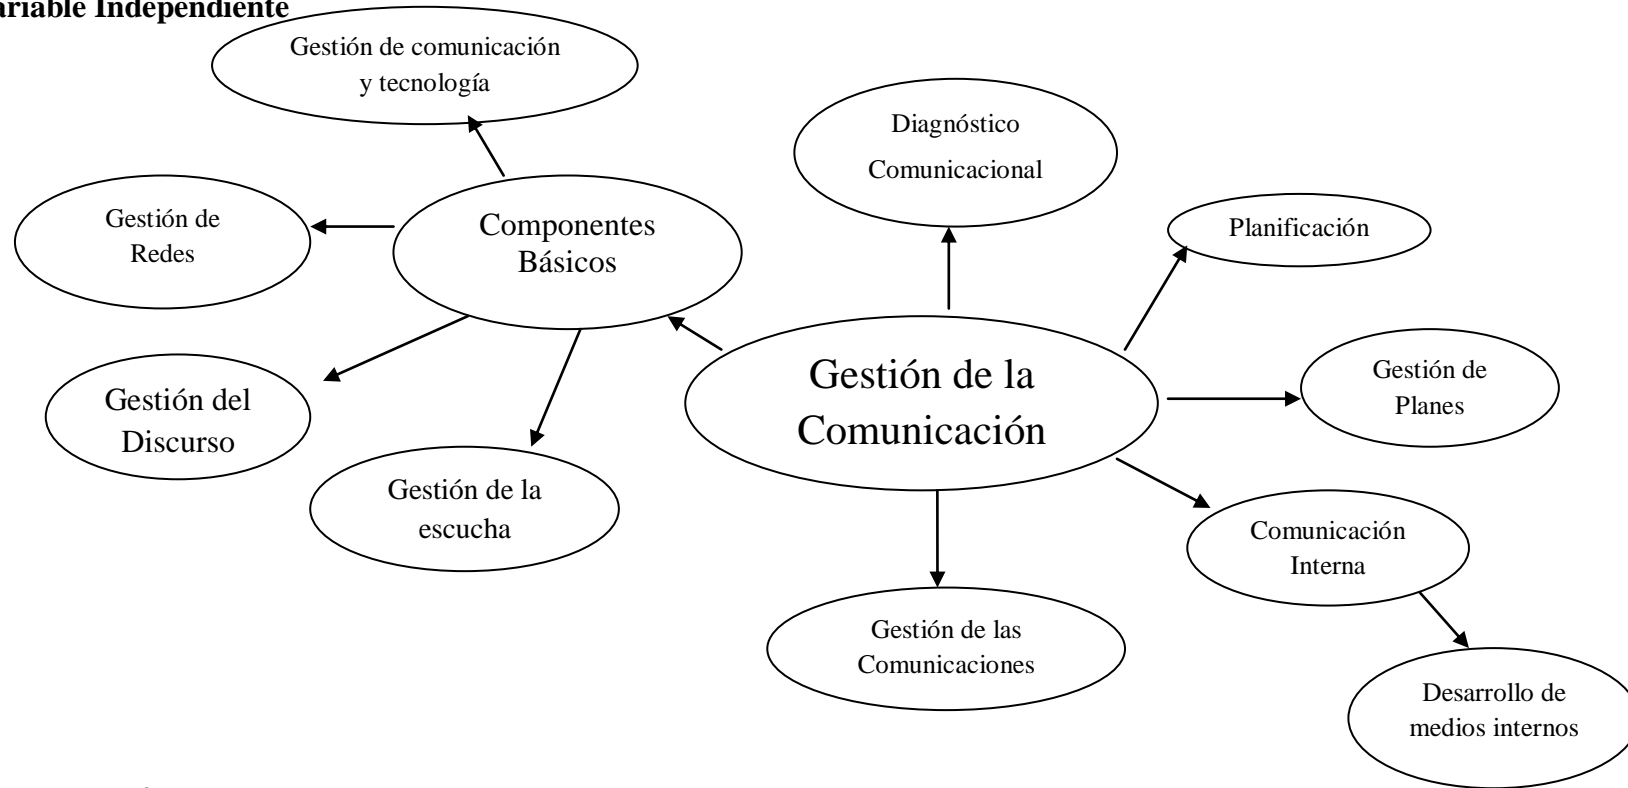 ariable Independiente
Gestión de comunicación
y tecnología
Diagnóstico
Comunicacional
Gestión de
Redes
Componentes
Básicos
Planificación
Gestión de la
Comunicación
Gestión de
Planes
Gestión del
Discurso
Gestión de la
escucha
Comunicación
Interna
Gestión de las
Comunicaciones
Desarrollo de
medios internos